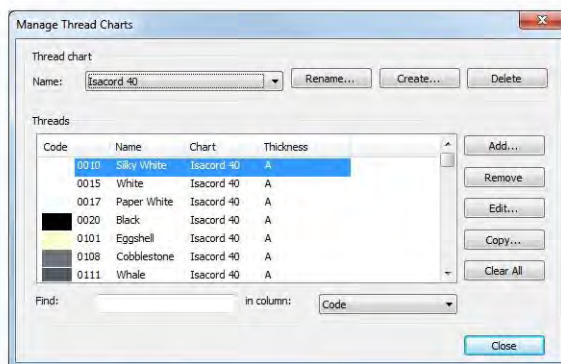 Manage Thread Charts
Thread chart
Name: Isacord 40 Rename... Create... Delete
Threads
Code Name Chart Thickness Add...
0010 Silky White Isacord 40 A
0015 White Isacord 40 A Remove
0017 Paper White Isacord 40 A
0020 Black Isacord 40 A Edit...
0101 Eggshell Isacord 40 A
0108 Cobblestone Isacord 40 A Copy...
0111 Whale Isacord 40 A Clear All
Find: in column: Code
Close